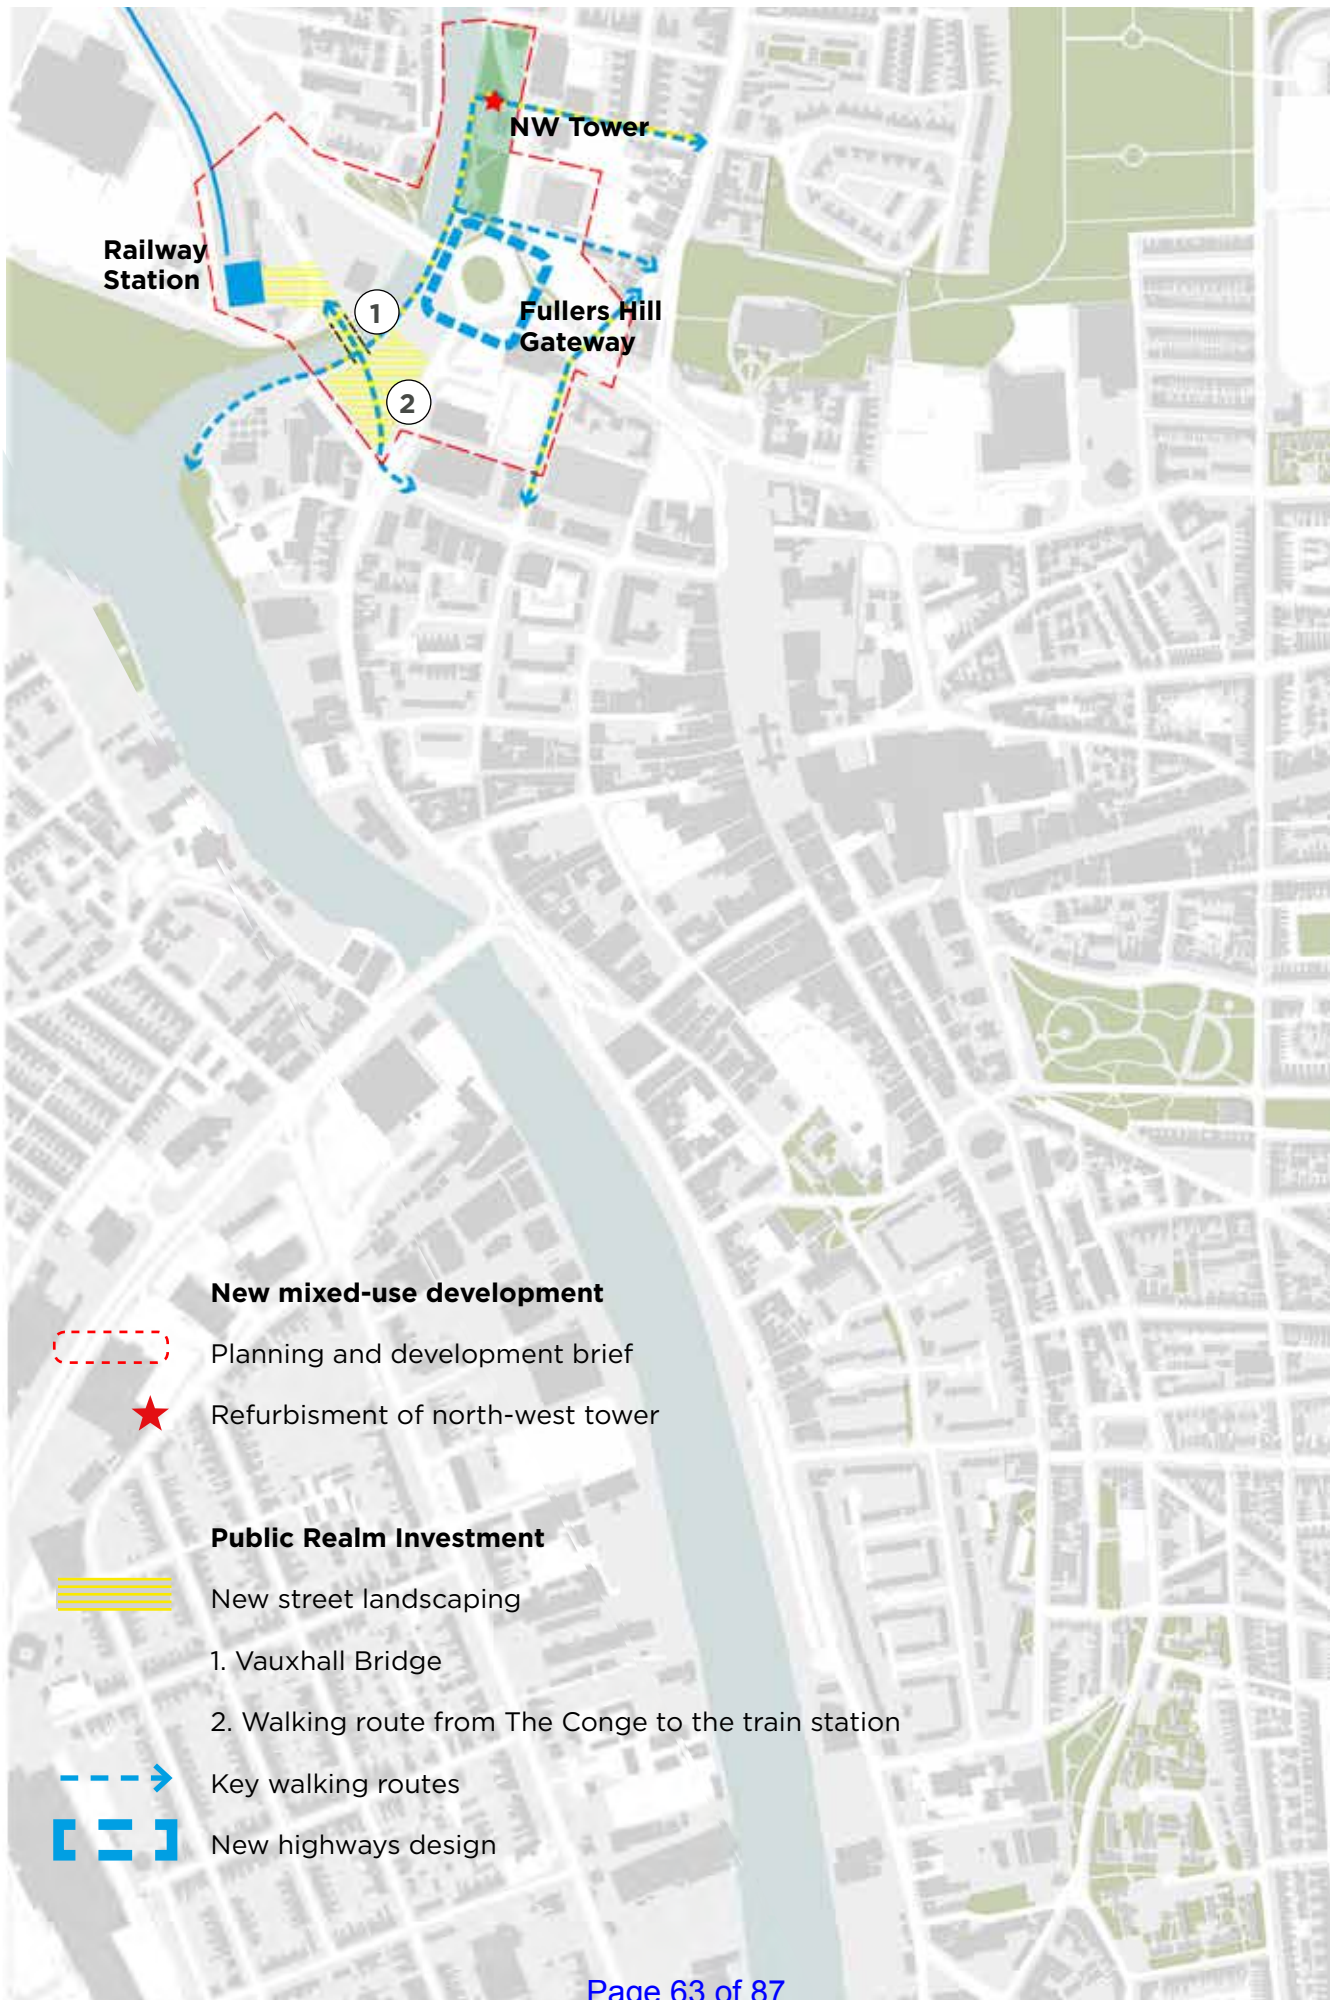 NW Tower
Railway
Station
1
Fullers Hill
Gateway
2
New mixed-use development
Planning and development brief
Refurbisment of north-west tower
Public Realm Investment
New street landscaping
1. Vauxhall Bridge
2. Walking route from The Conge to the train station
Key walking routes
New highways design
Page 63 of 87